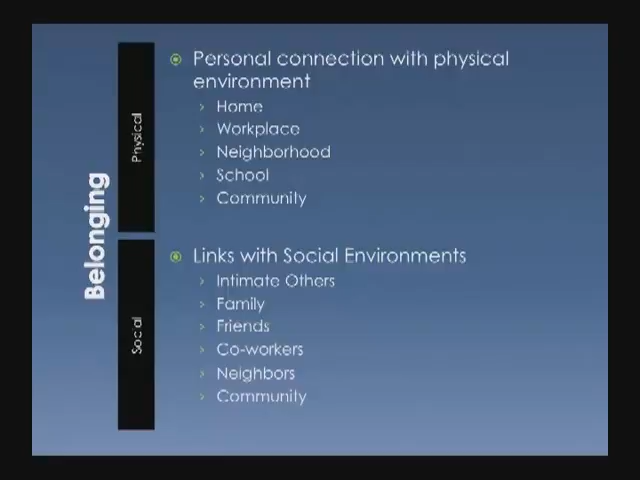 Belonging
Physical
Personal connection with physical
environment
Home
Workplace
Neighborhood
School
Community
Social
Links with Social Environments
Intimate Others
Family
Friends
Co-workers
Neighbors
Community